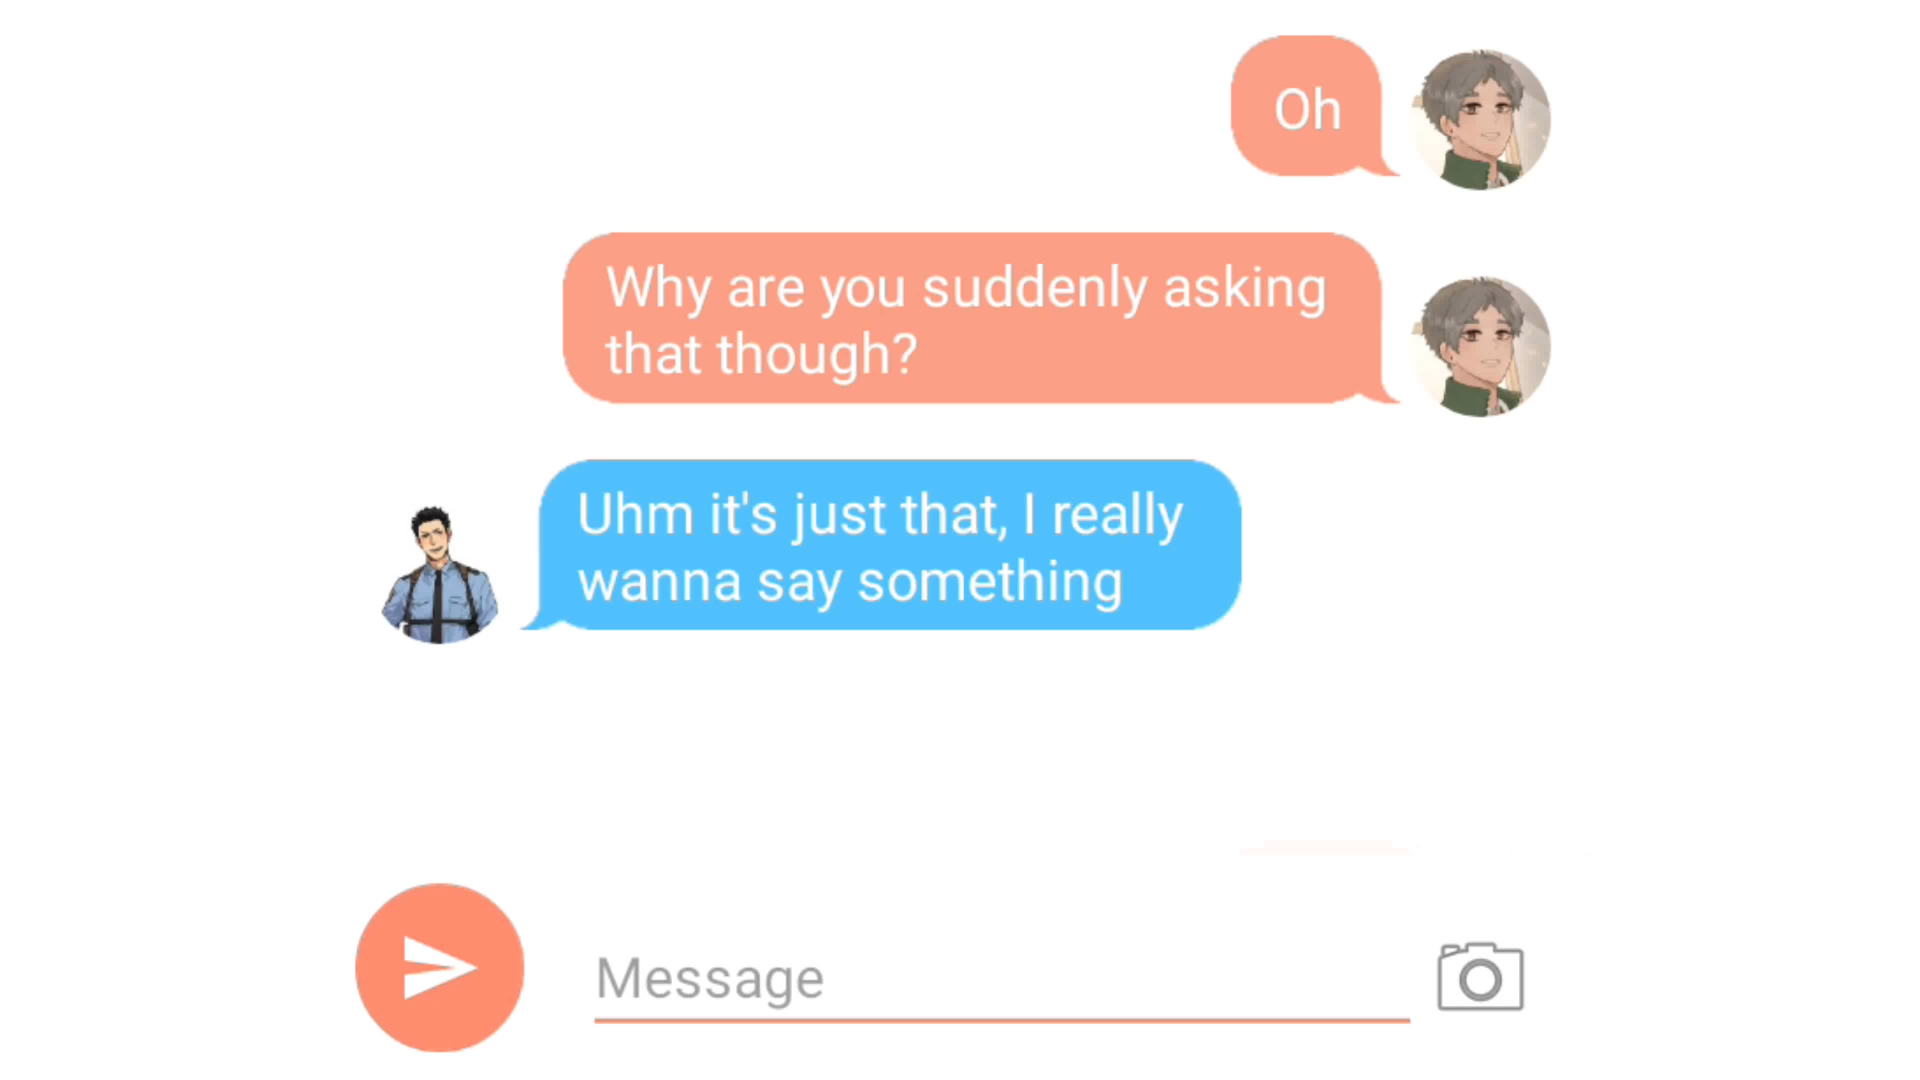 Oh
Why are you suddenly asking
that though?
Uhm it's just that, I really
wanna say something
Message